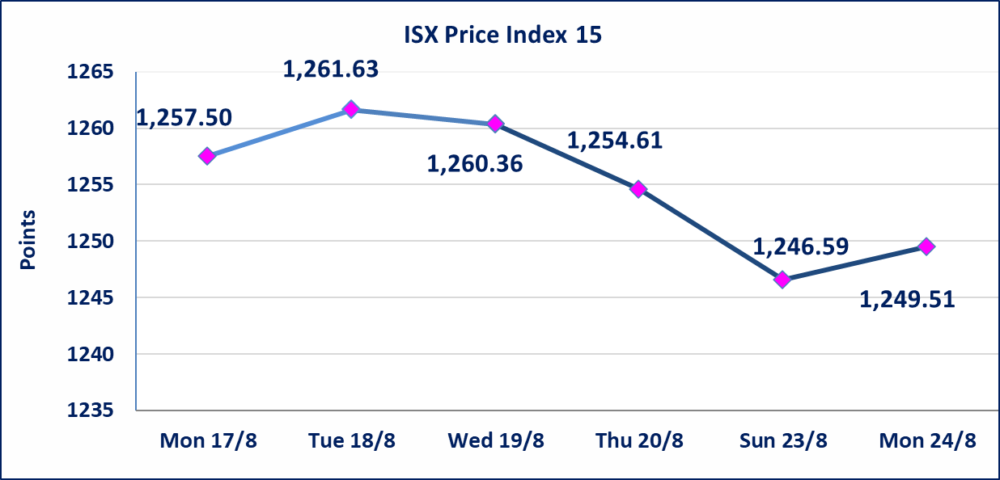 ISX Price Index 15
1265
1260
1255
1250
1245
1240
1235
Points
1,257.50
1,261.63
1,260.36
1,254.61
1,246.59
1,249.51
Mon 17/8
Tue 18/8
Wed 19/8
Thu 20/8
Sun 23/8
Mon 24/8